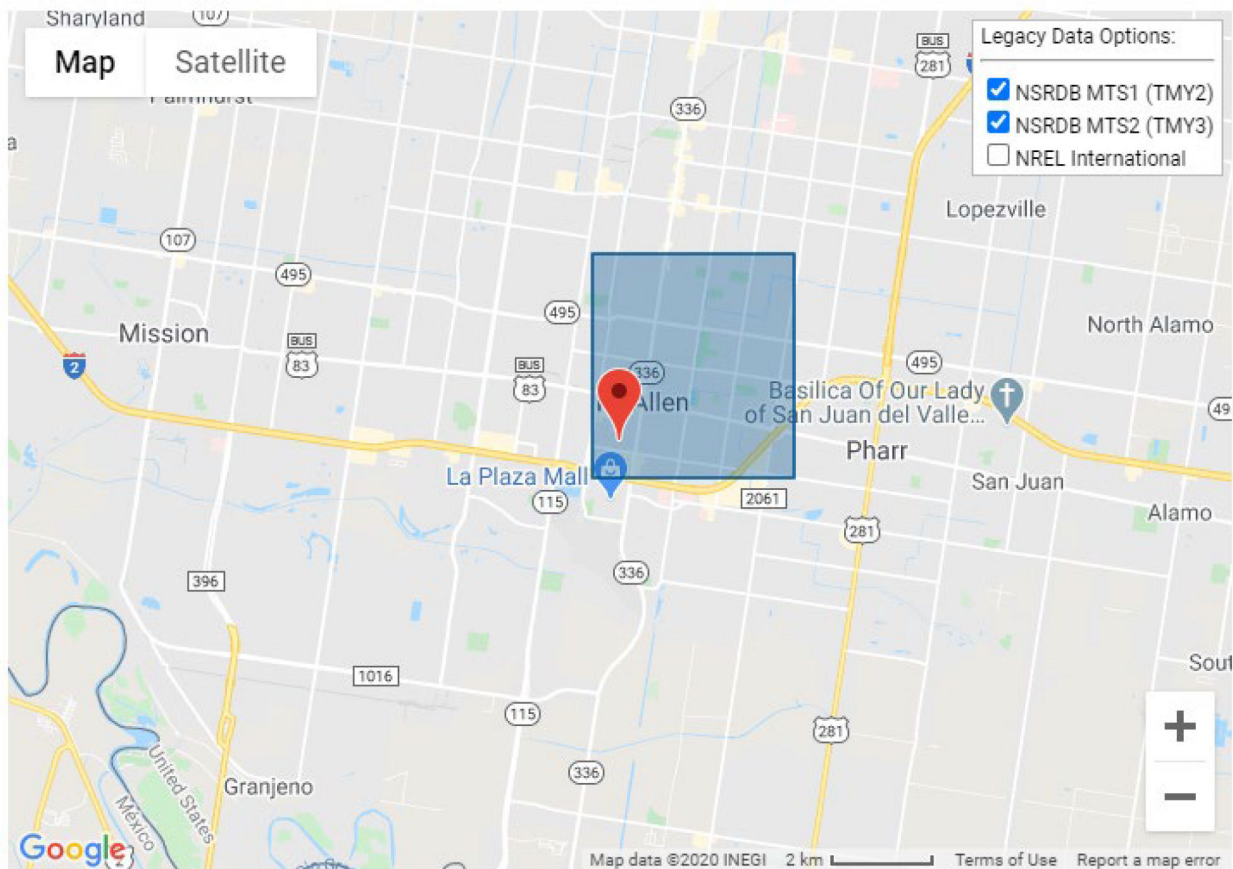 Sharyland
107
Map
Satellite
Palmhurst
Legacy Data Options:
NSRDB MTS1 (TMY2)
NSRDB MTS2 (TMY3)
NREL International
BUS
281
336
Lopezville
107
495
495
North Alamo
Mission
BUS
83
2
BUS
83
336
495
Allen
Basilica Of Our Lady
of San Juan del Valle...
49
Pharr
La Plaza Mall
115
2061
San Juan
Alamo
281
336
396
1016
Sout
115
281
336
United States
México
Granjeno
+
−
Google
2
Map data ©2020 INEGI
2 km
Terms of Use
Report a map error